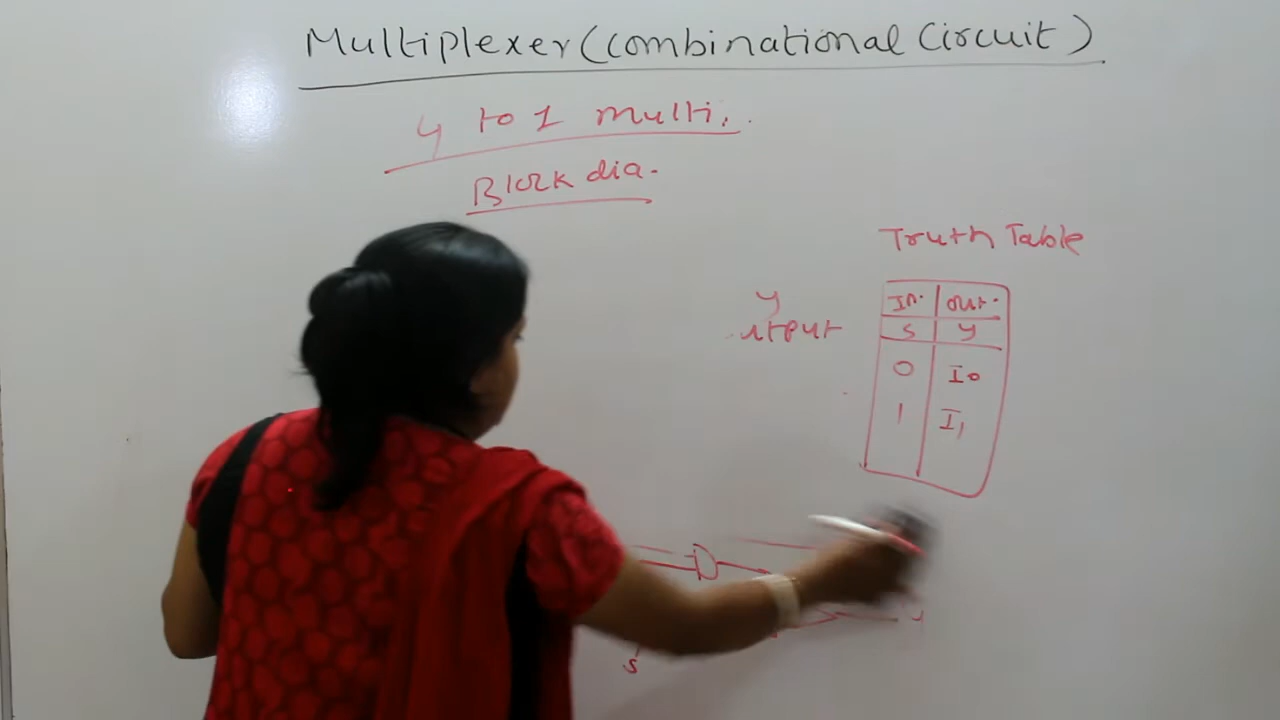 Multiplexer (combinational Circuit)
4 to 1 multi.
Block dia.
Truth Table
In. out.
S Y
0 I0
1 I1
Y
utput
S